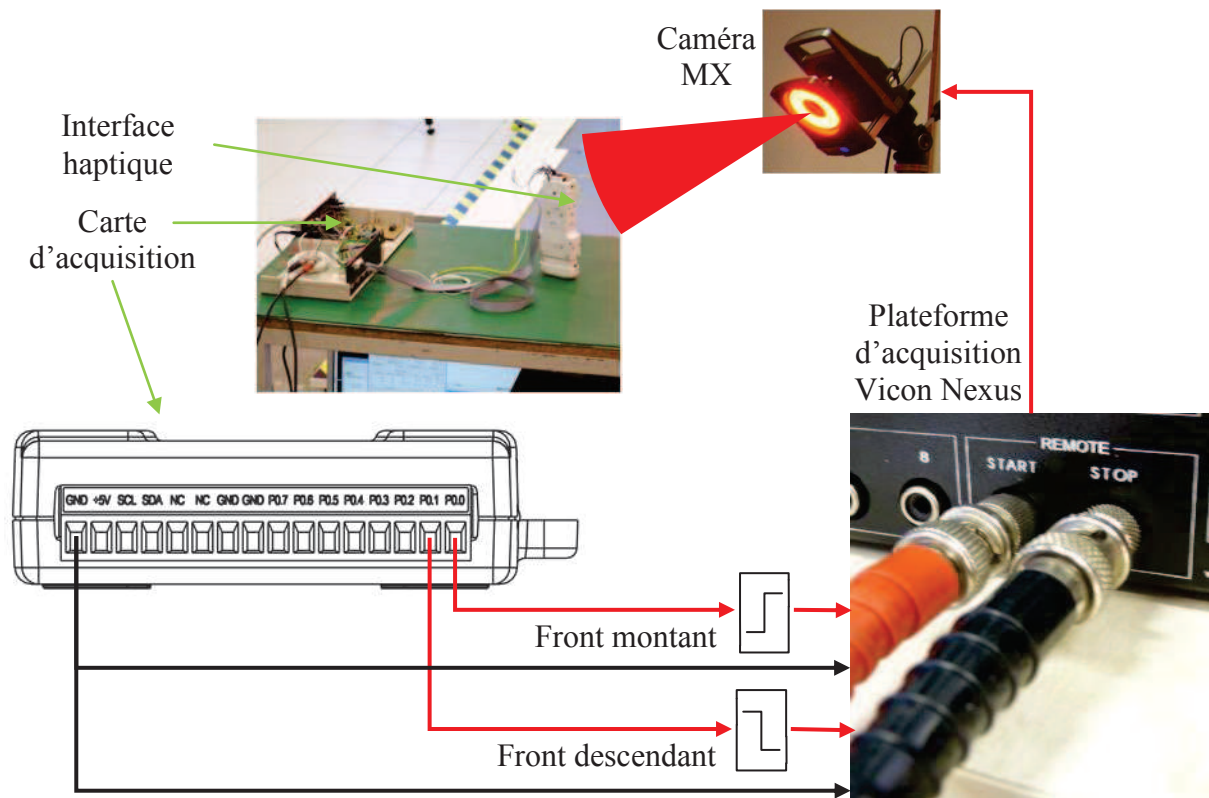 Caméra
MX
Interface
haptique
Carte
d’acquisition
Plateforme
d’acquisition
Vicon Nexus
8
REMOTE
START
STOP
GND +5V SCL SDA NC NC GND GND P0.7 P0.6 P0.5 P0.4 P0.3 P0.2 P0.1 P0.0
Front montant
Front descendant